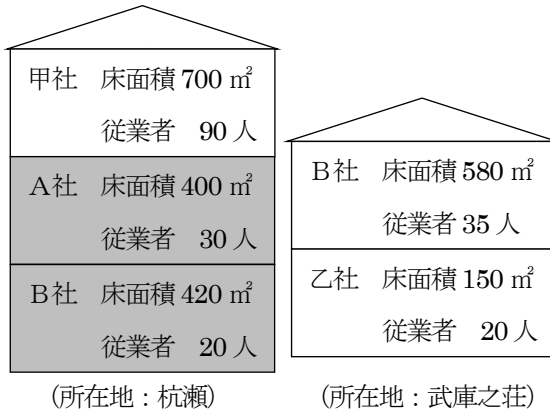 甲社 床面積 700 ㎡
従業者 90 人
A社 床面積 400 ㎡
従業者 30 人
B社 床面積 420 ㎡
従業者 20 人
(所在地：杭瀬)
B社 床面積 580 ㎡
従業者 35 人
乙社 床面積 150 ㎡
従業者 20 人
(所在地：武庫之荘)